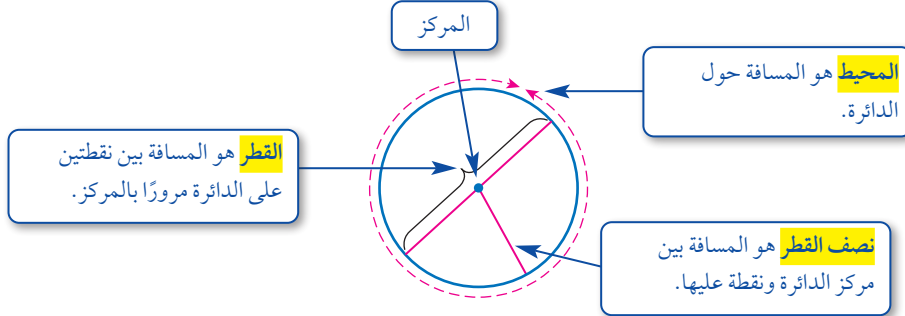 المركز
المحيط هو المسافة حول
الدائرة.
القطر هو المسافة بين نقطتين
على الدائرة مرورًا بالمركز.
نصف القطر هو المسافة بين
مركز الدائرة ونقطة عليها.